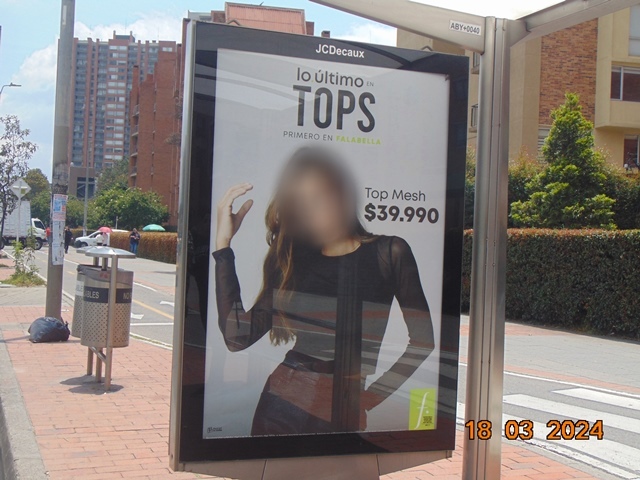 ABY+0040
JCDecaux
lo último EN
TOPS
PRIMERO EN FALABELLA
Top Mesh
$39.990
f.
18 03 2024